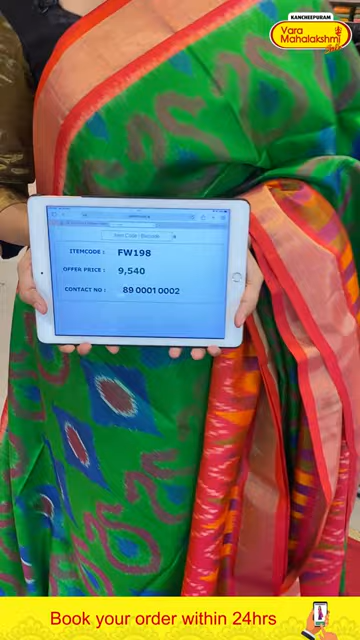 KANCHEEPURAM
Vara
Mahalakshmi
Silks
Item Code / Barcode
ITEMCODE : FW198
OFFER PRICE : 9,540
CONTACT NO : 89 0001 0002
Book your order within 24hrs